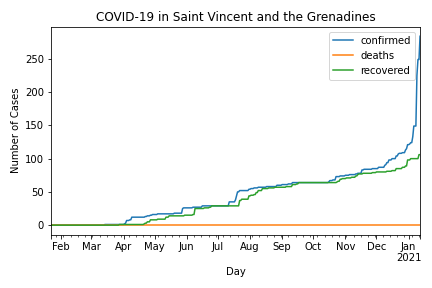 COVID-19 in Saint Vincent and the Grenadines
confirmed
deaths
recovered
Number of Cases
250
200
150
100
50
0
Feb Mar Apr May Jun Jul Aug Sep Oct Nov Dec Jan
2021
Day